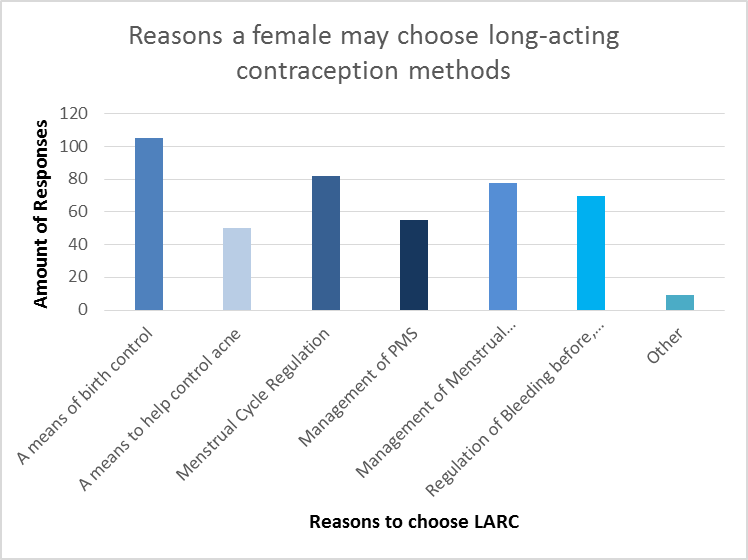 Reasons a female may choose long-acting
contraception methods
Amount of Responses
120
100
80
60
40
20
0
A means of birth control
A means to help control acne
Menstrual Cycle Regulation
Management of PMS
Management of Menstrual...
Regulation of Bleeding before,...
Other
Reasons to choose LARC